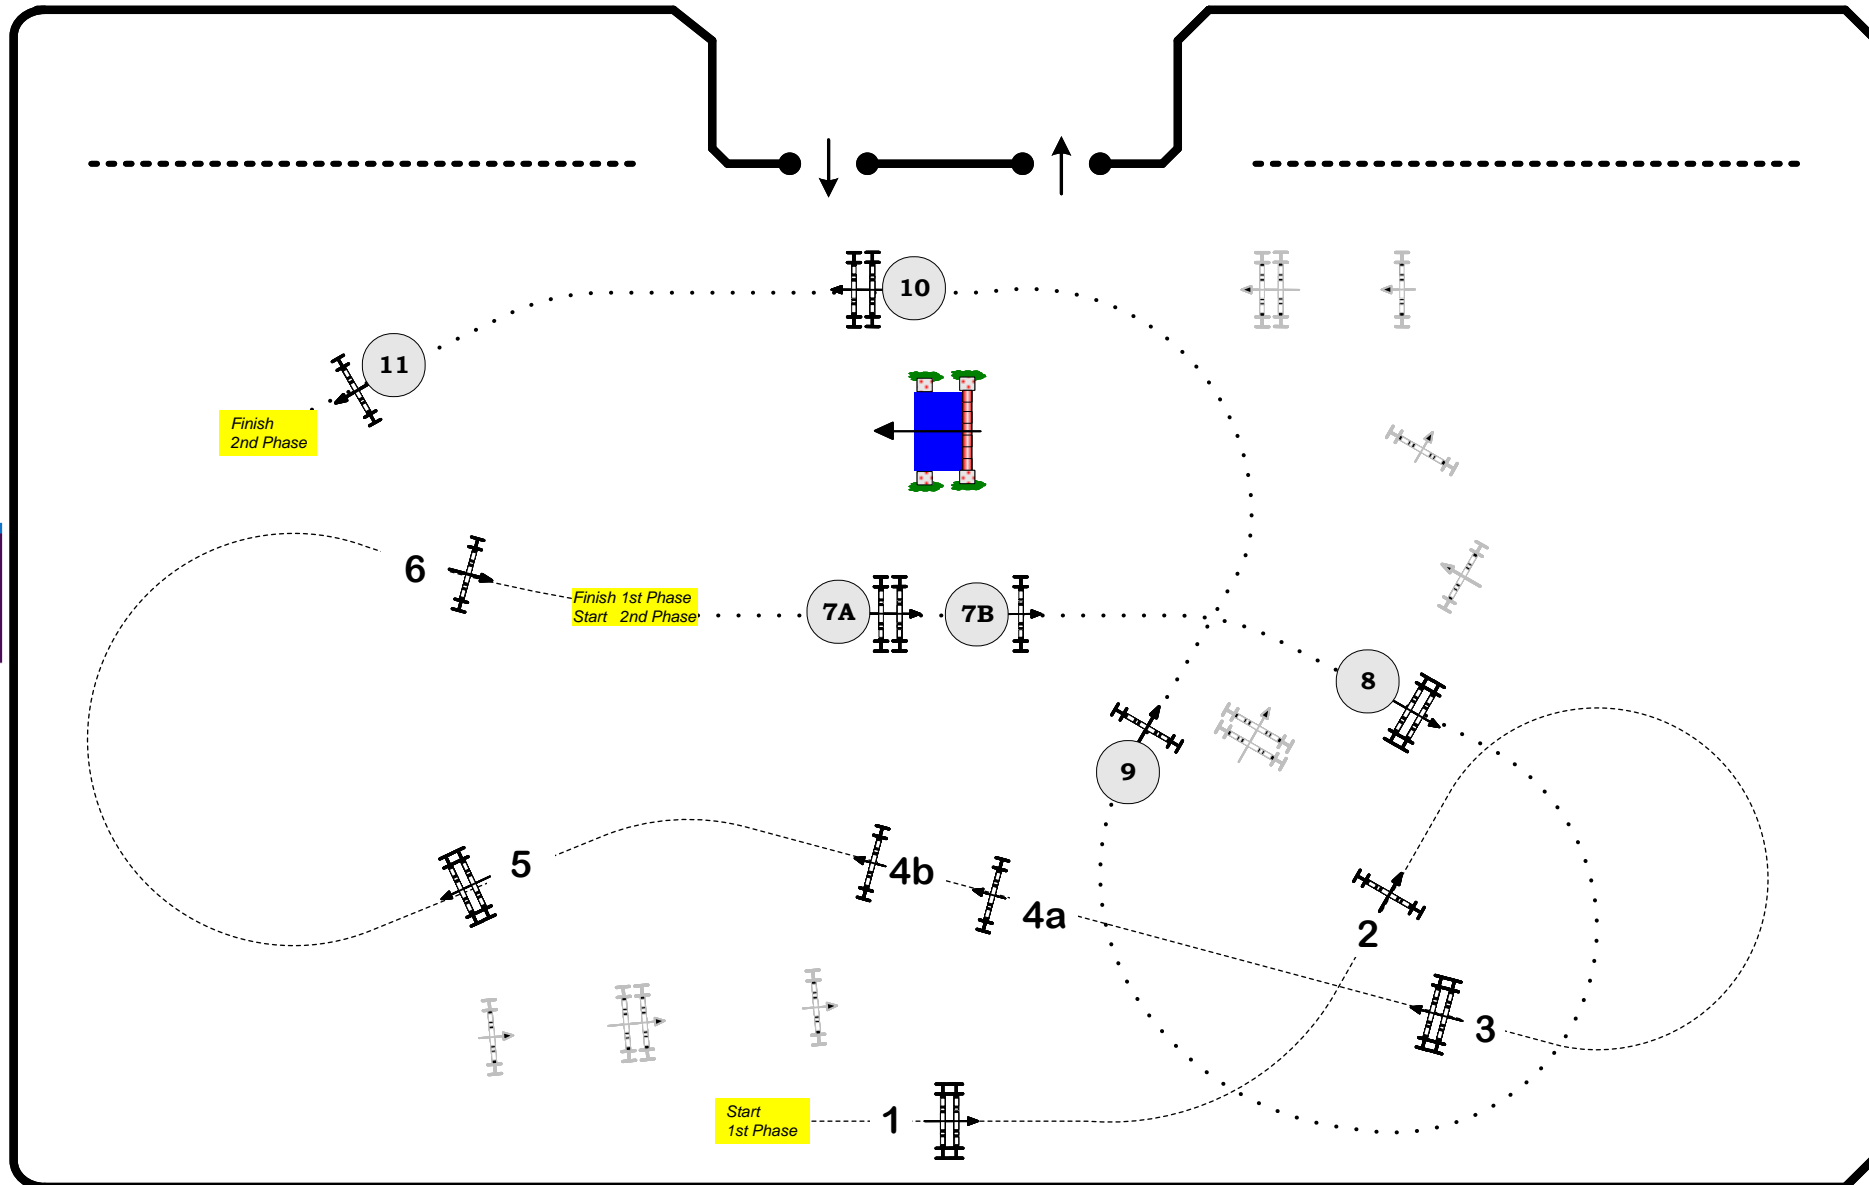 10
11
Finish
2nd Phase
6
Finish 1st Phase
Start 2nd Phase
7A
7B
8
9
5
4b
4a
2
3
Start
1st Phase
1